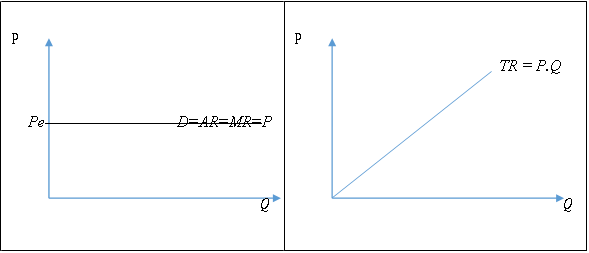 P
Pe
D=AR=MR=P
Q
P
TR = P.Q
Q